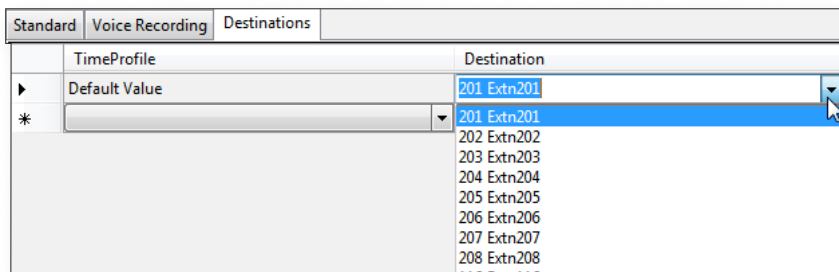 Standard Voice Recording Destinations
TimeProfile Destination
Default Value 201 Extn201
201 Extn201
202 Extn202
203 Extn203
204 Extn204
205 Extn205
206 Extn206
207 Extn207
208 Extn208